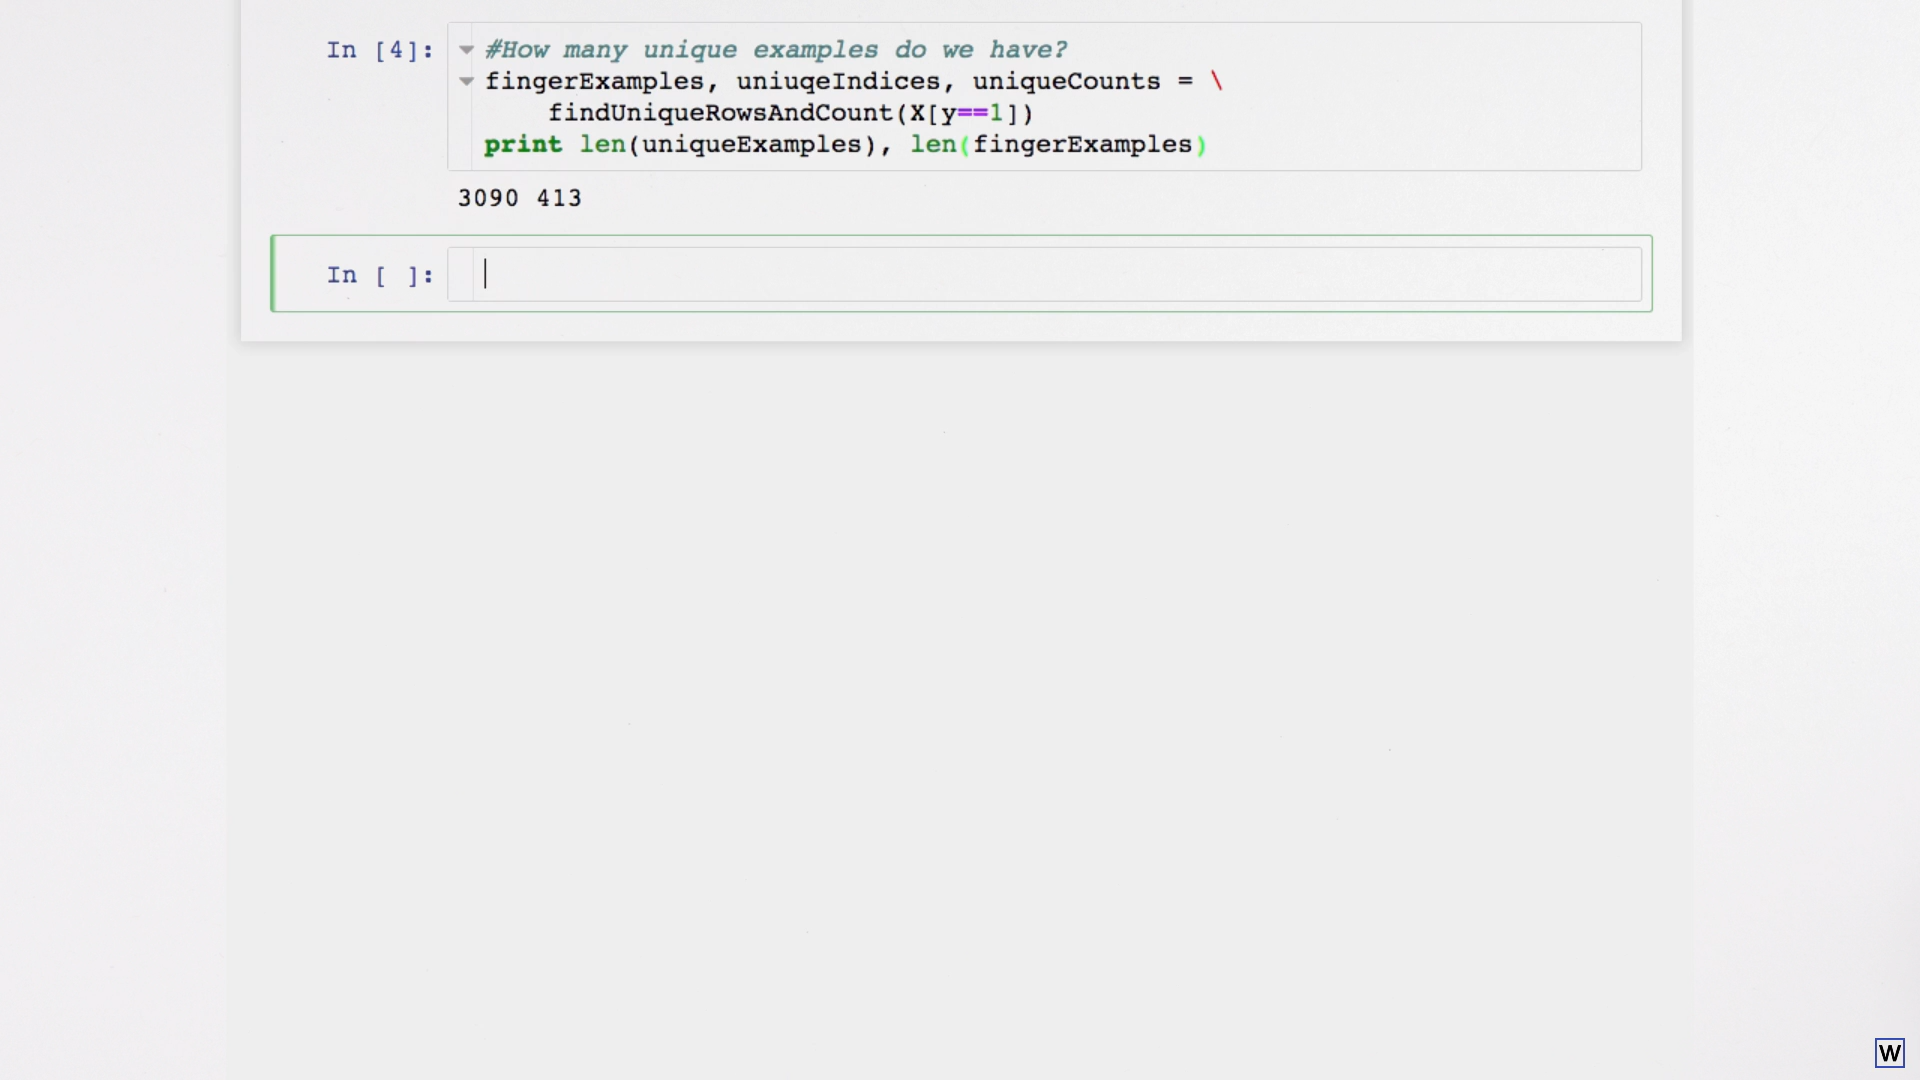 In [4]:
#How many unique examples do we have?
fingerExamples, uniuqeIndices, uniqueCounts = \
findUniqueRowsAndCount(X[y==1])
print len(uniqueExamples), len(fingerExamples)
3090 413
In [ ]:
W